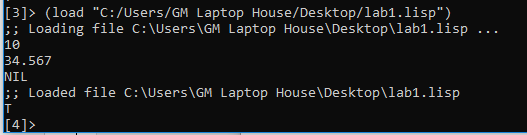 [3]> (load "C:/Users/GM Laptop House/Desktop/lab1.lisp")
;; Loading file C:\Users\GM Laptop House\Desktop\lab1.lisp ...
10
34.567
NIL
;; Loaded file C:\Users\GM Laptop House\Desktop\lab1.lisp
T
[4]>